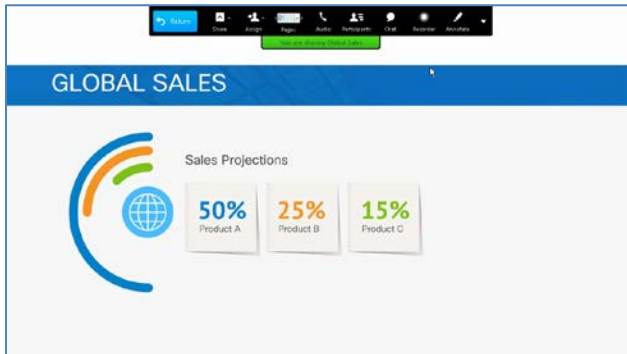 Return Share Assign Pages Audio Participants Chat Recorder Annotate
You are sharing Global Sales
GLOBAL SALES
Sales Projections
50% 25% 15%
Product A Product B Product C